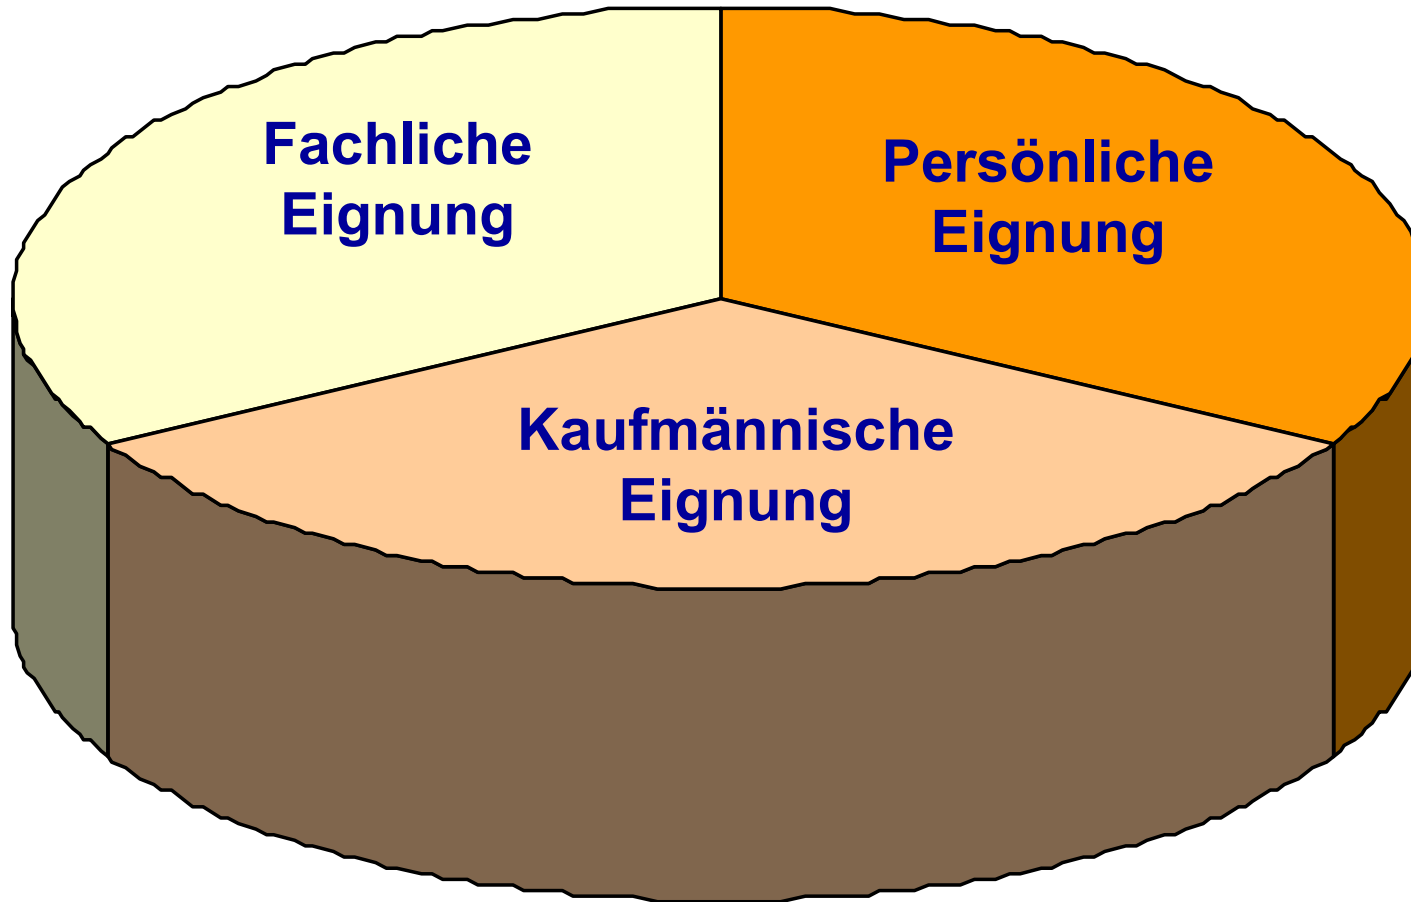 Fachliche
Eignung
Persönliche
Eignung
Kaufmännische
Eignung